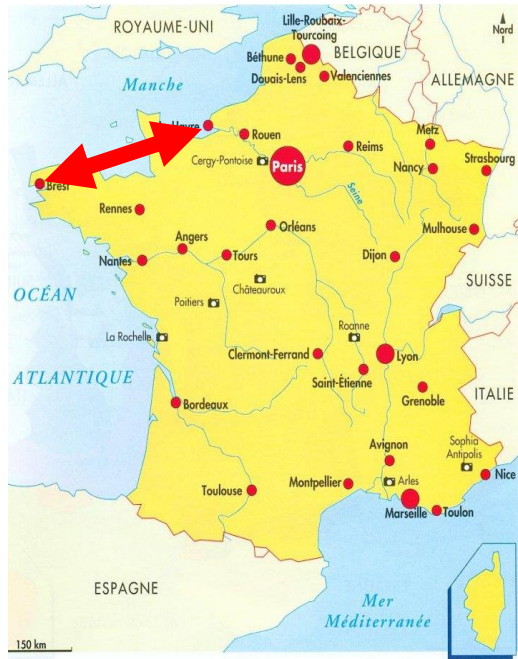 ROYAUME-UNI
Nord
Lille-Roubaix-
Tourcoing
BELGIQUE
Béthune
Douais-Lens
Valenciennes
ALLEMAGNE
Manche
Rouen
Cergy-Pontoise
Paris
Reims
Metz
Nancy
Strasbourg
Brest
Rennes
Seine
Mulhouse
Orléans
Angers
Tours
Nantes
Dijon
OCÉAN
ATLANTIQUE
Châteauroux
Poitiers
SUISSE
La Rochelle
Roanne
Clermont-Ferrand
Lyon
Saint-Étienne
Grenoble
ITALIE
Bordeaux
Avignon
Sophia
Antipolis
Nice
Toulouse
Montpellier
Arles
Marseille
Toulon
ESPAGNE
Mer
Méditerranée
150 km